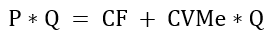 P * Q = CF + CVMe * Q